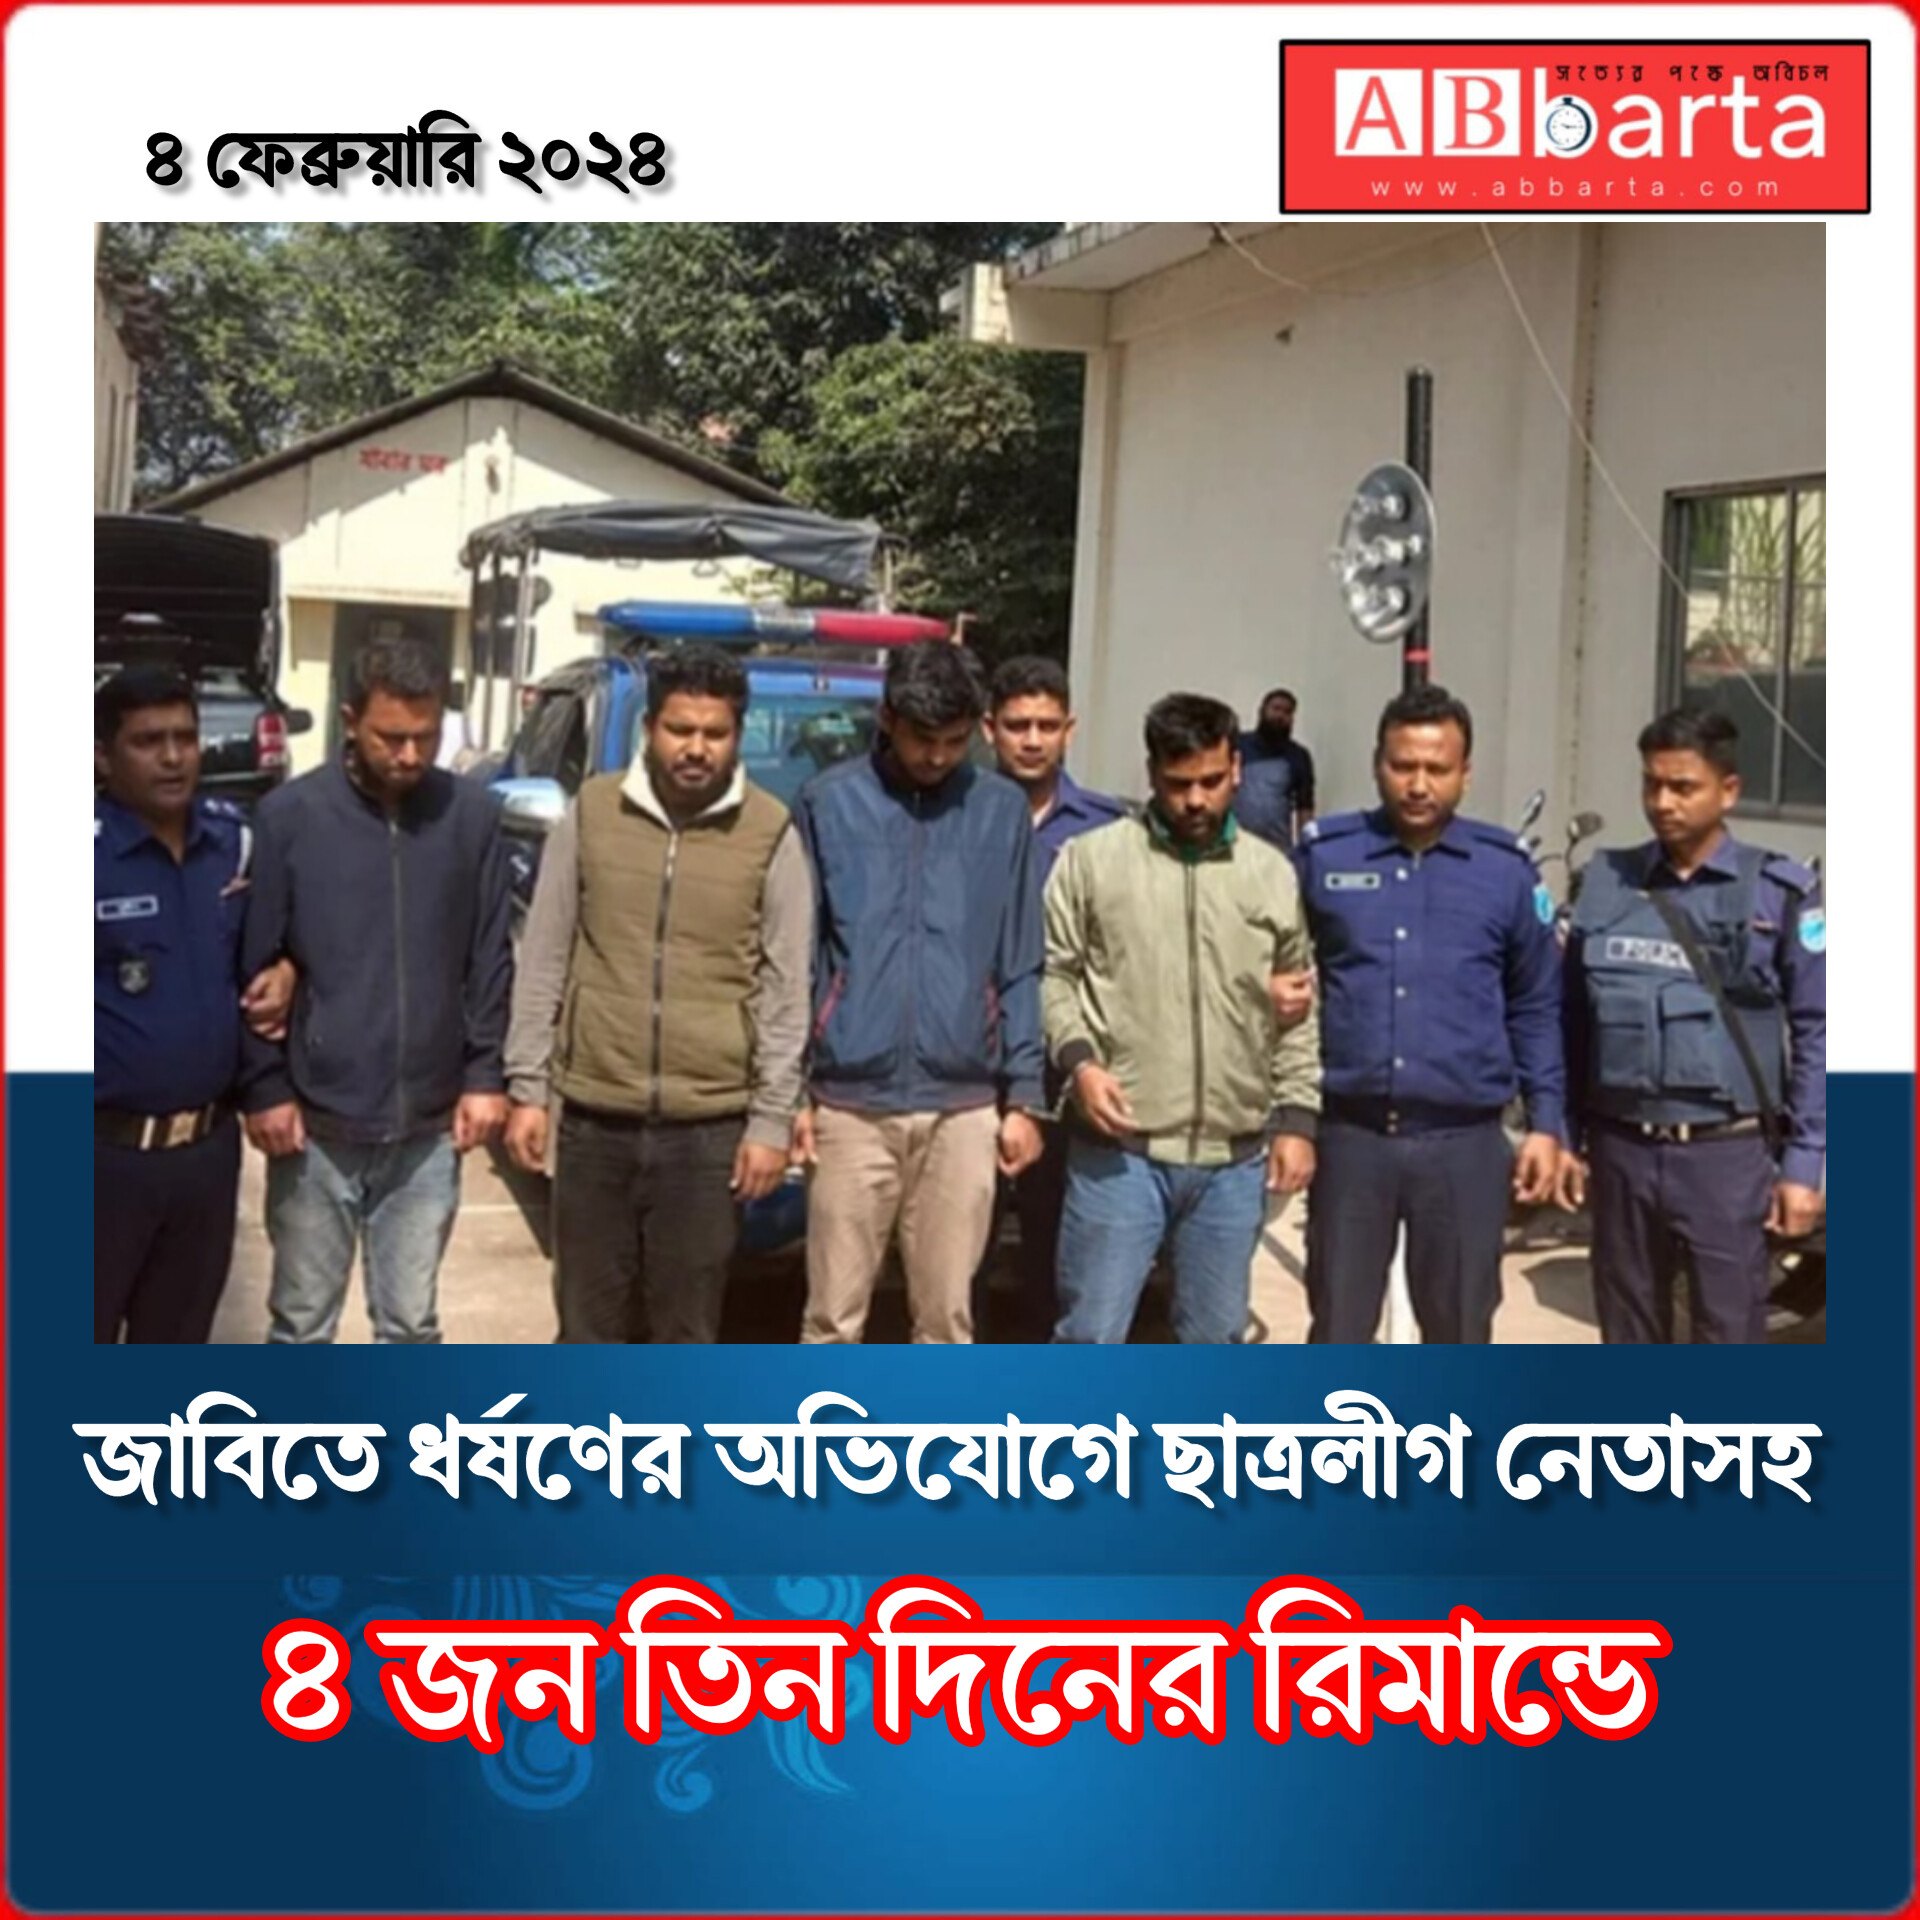 ৪ ফেব্রুয়ারি ২০২৪
সত্যের পক্ষে অবিচল
ABbarta
www.abbarta.com
জাবিতে ধর্ষণের অভিযোগে ছাত্রলীগ নেতাসহ
৪ জন তিন দিনের রিমান্ডে